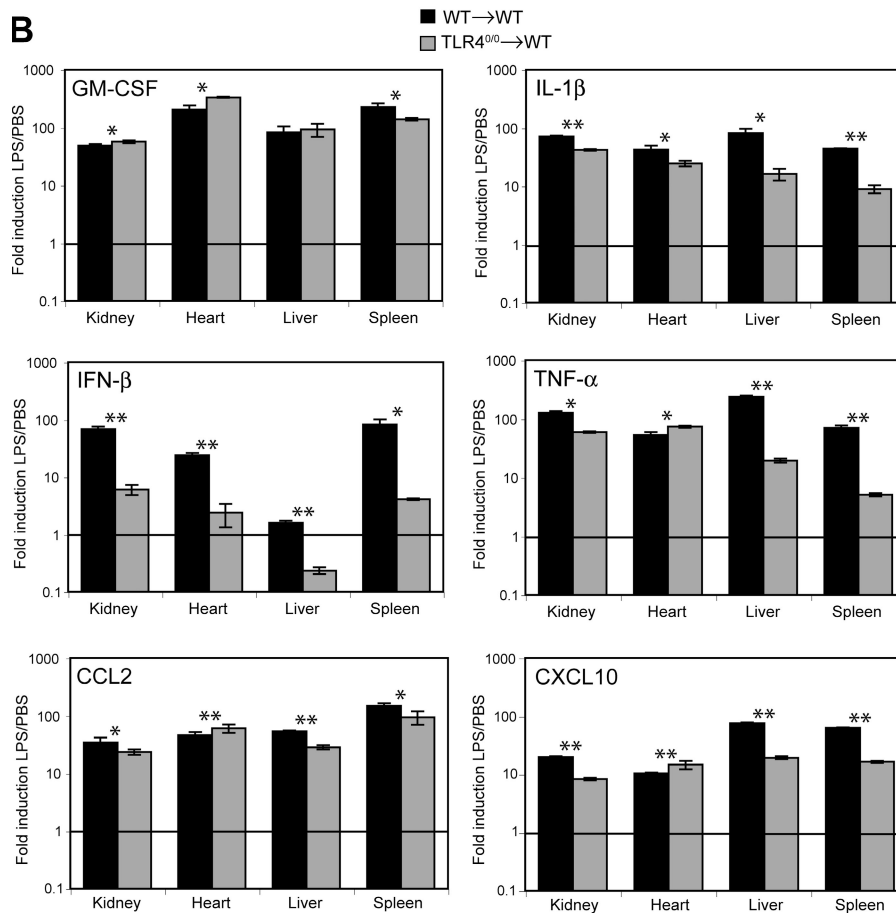 B
WT→WT
TLR4⁰/⁰→WT
GM-CSF
Fold induction LPS/PBS
1000
100
10
1
0.1
* * *
Kidney Heart Liver Spleen
IL-1β
Fold induction LPS/PBS
1000
100
10
1
0.1
** * * **
Kidney Heart Liver Spleen
IFN-β
Fold induction LPS/PBS
1000
100
10
1
0.1
** ** ** *
Kidney Heart Liver Spleen
TNF-α
Fold induction LPS/PBS
1000
100
10
1
0.1
* * ** **
Kidney Heart Liver Spleen
CCL2
Fold induction LPS/PBS
1000
100
10
1
0.1
* ** ** *
Kidney Heart Liver Spleen
CXCL10
Fold induction LPS/PBS
1000
100
10
1
0.1
** ** ** **
Kidney Heart Liver Spleen